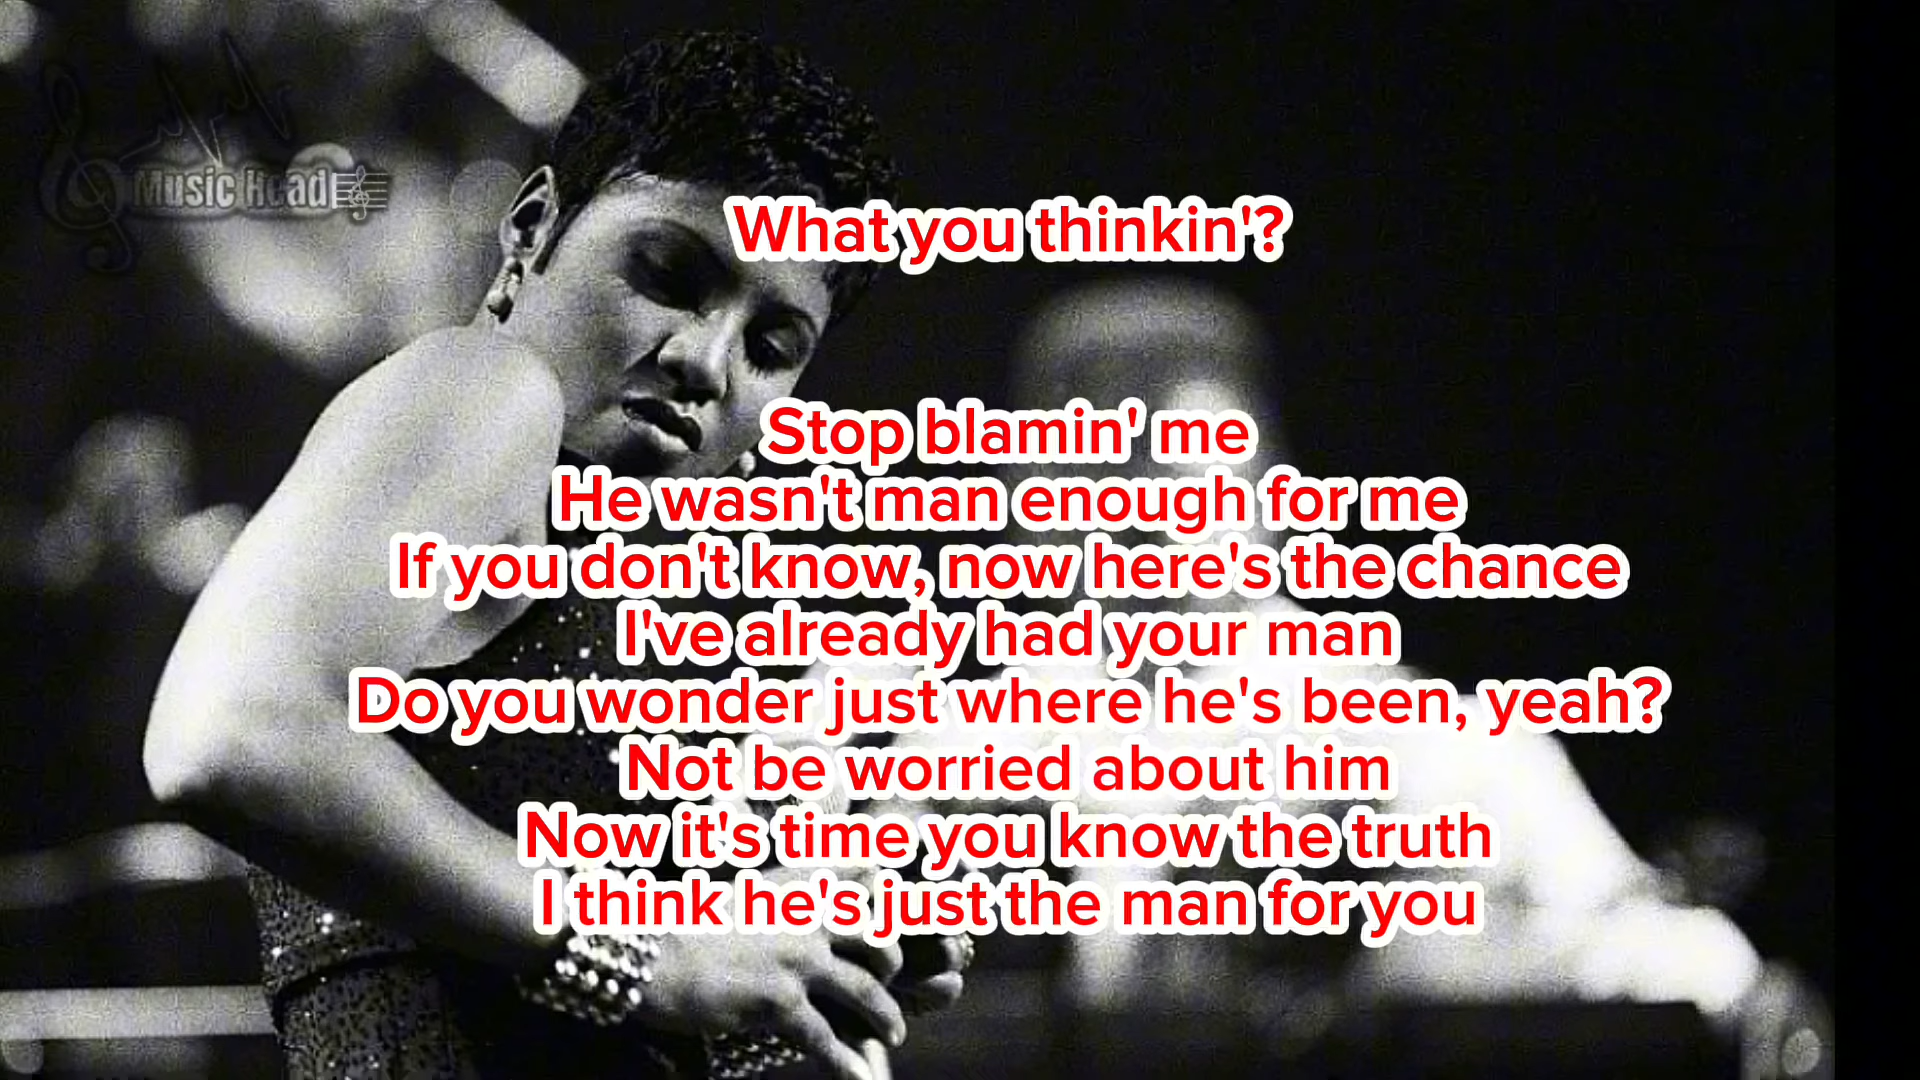 Music Head
What you thinkin'?
Stop blamin' me
He wasn't man enough for me
If you don't know, now here's the chance
I've already had your man
Do you wonder just where he's been, yeah?
Not be worried about him
Now it's time you know the truth
I think he's just the man for you